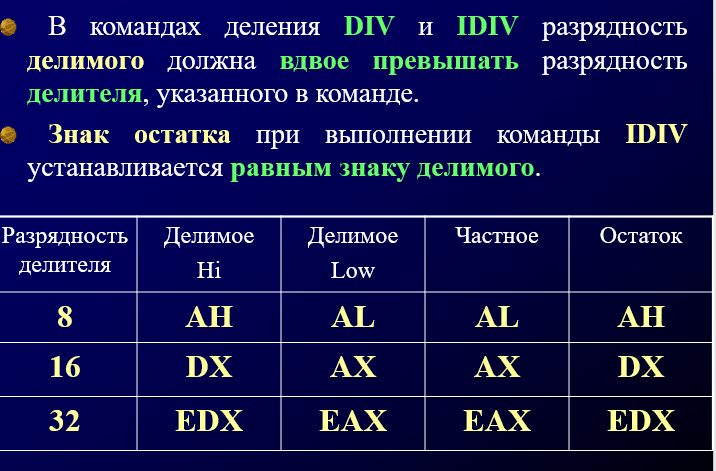 В командах деления DIV и IDIV разрядность
делимого должна вдвое превышать разрядность
делителя, указанного в команде.
Знак остатка при выполнении команды IDIV
устанавливается равным знаку делимого.
Разрядность делителя Делимое Hi Делимое Low Частное Остаток
8 AH AL AL AH
16 DX AX AX DX
32 EDX EAX EAX EDX